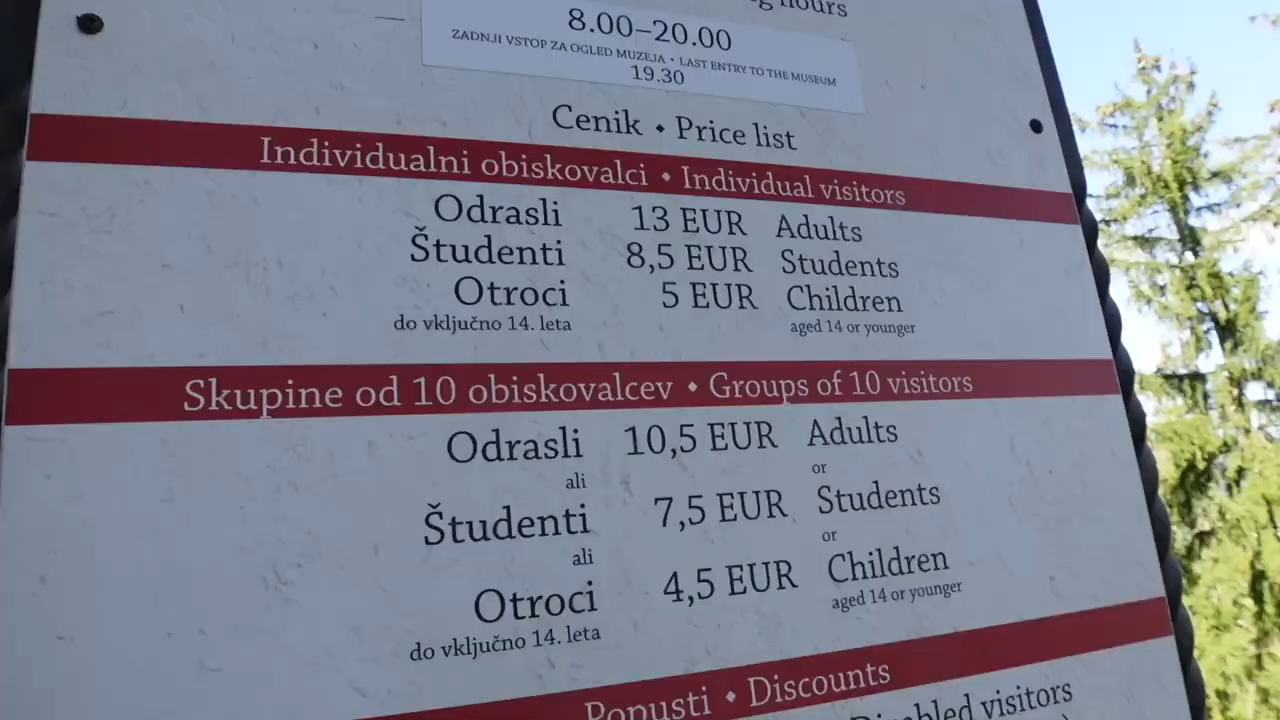 hours
8.00–20.00
ZADNJI VSTOP ZA OGLED MUZEJA • LAST ENTRY TO THE MUSEUM
19.30
Cenik • Price list
Individualni obiskovalci • Individual visitors
Odrasli 13 EUR Adults
Študenti 8,5 EUR Students
Otroci 5 EUR Children
do vključno 14. leta aged 14 or younger
Skupine od 10 obiskovalcev • Groups of 10 visitors
Odrasli 10,5 EUR Adults
ali or
Študenti 7,5 EUR Students
ali or
Otroci 4,5 EUR Children
do vključno 14. leta aged 14 or younger
Popusti • Discounts
Disabled visitors